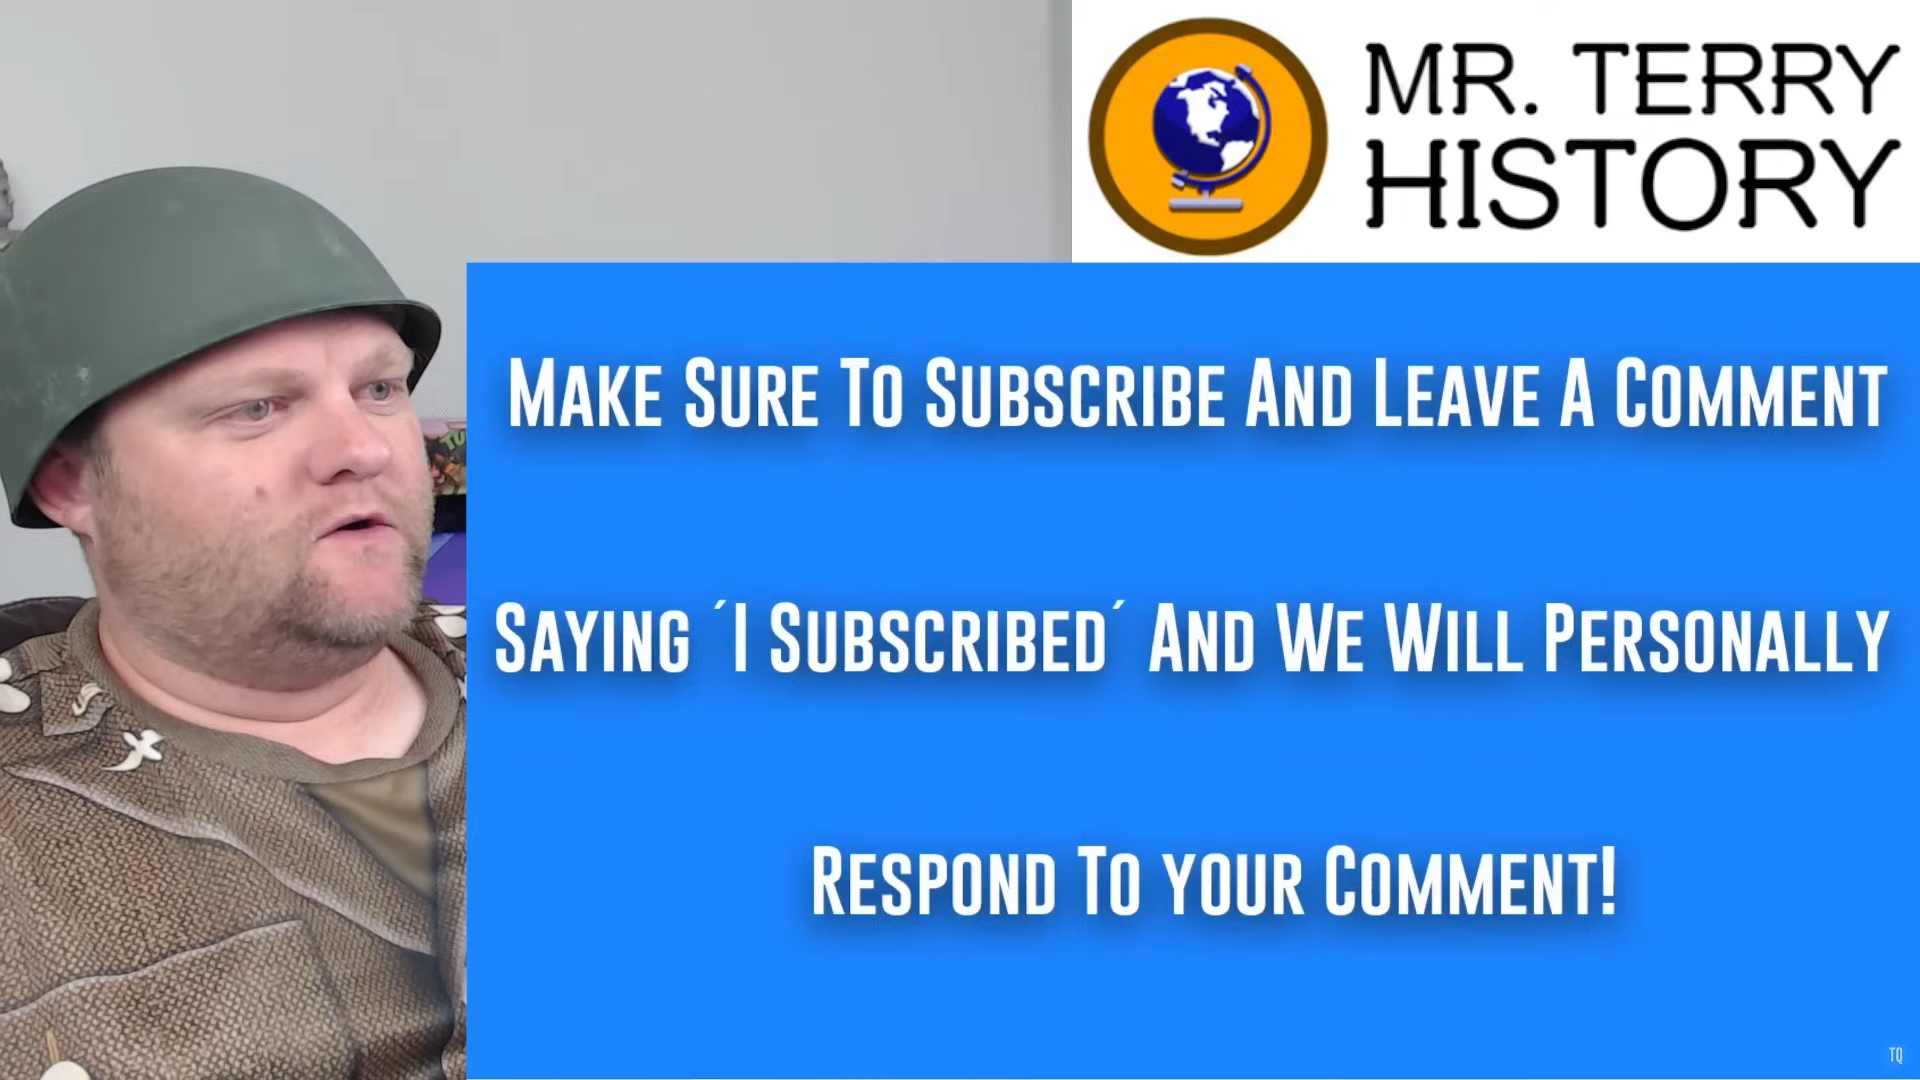 MR. TERRY
HISTORY
MAKE SURE TO SUBSCRIBE AND LEAVE A COMMENT
SAYING ´I SUBSCRIBED´ AND WE WILL PERSONALLY
RESPOND TO YOUR COMMENT!
TQ